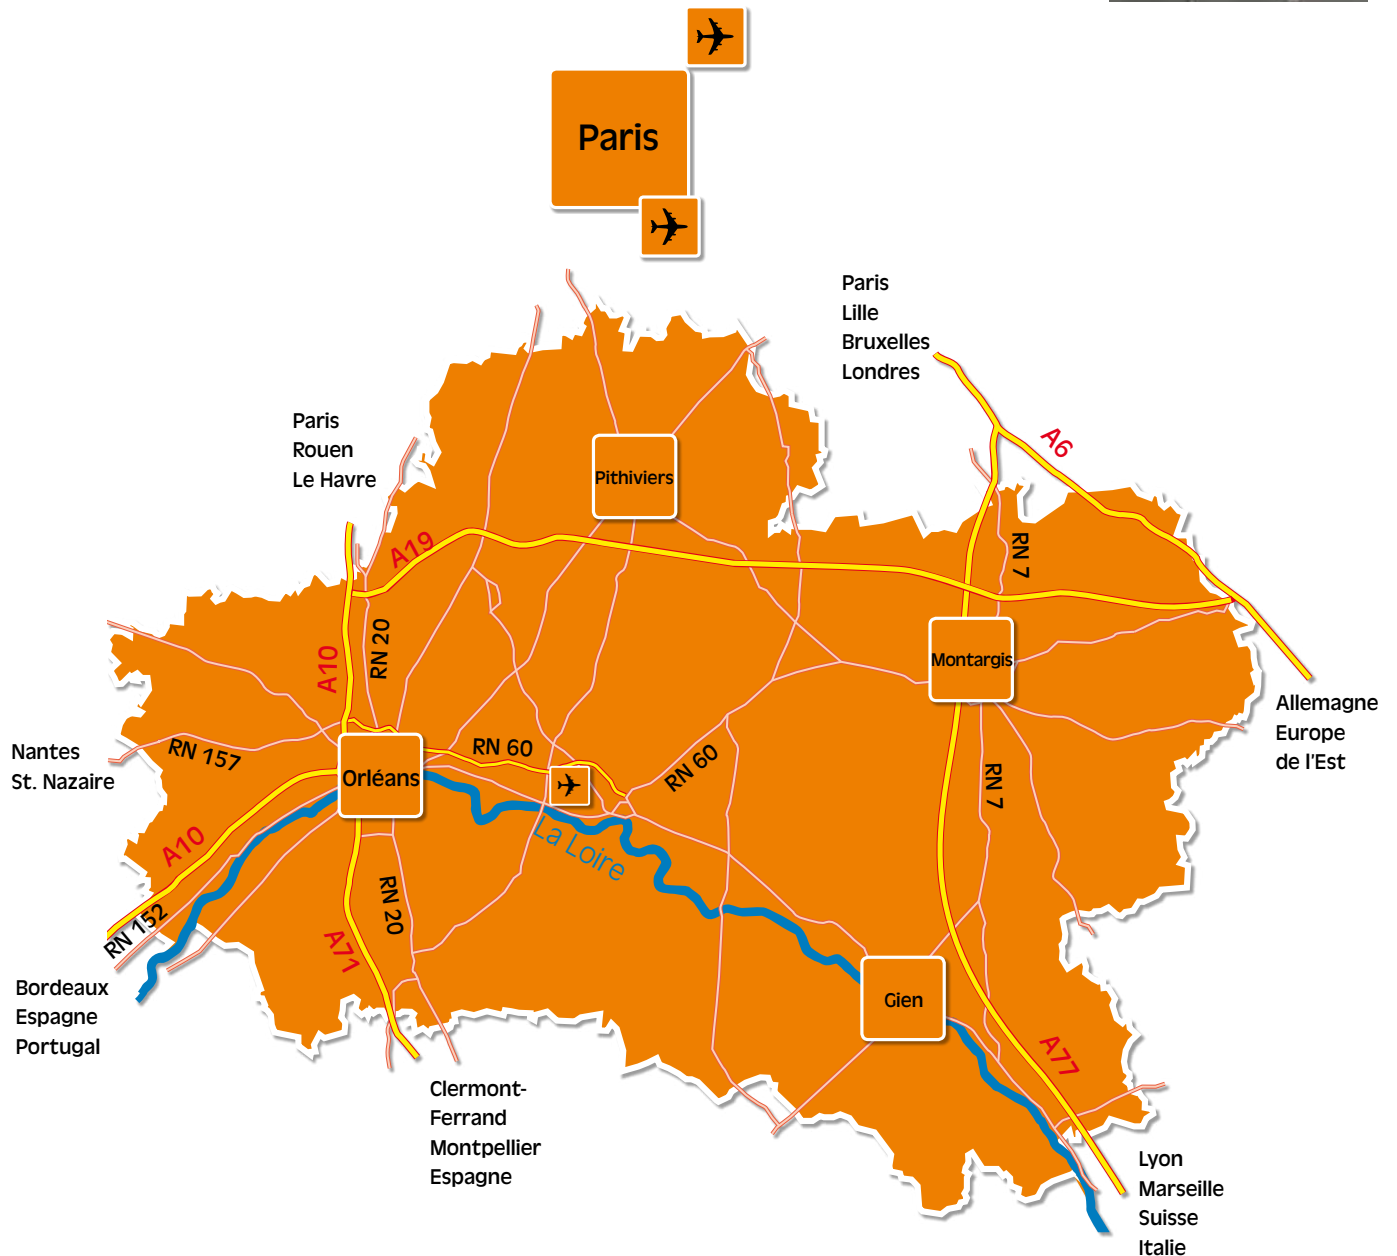 Paris
Paris
Lille
Bruxelles
Londres
Paris
Rouen
Le Havre
A6
Pithiviers
A19
RN 7
A10
RN 20
Montargis
Allemagne
Europe
de l'Est
Nantes
St. Nazaire
RN 157
Orléans
RN 60
RN 60
RN 7
A10
La Loire
RN 152
RN 20
A71
Bordeaux
Espagne
Portugal
Gien
A77
Clermont-
Ferrand
Montpellier
Espagne
Lyon
Marseille
Suisse
Italie